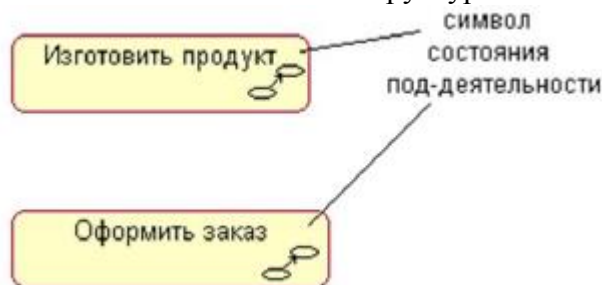 символ
Изготовить продукт
состояния
под-деятельности
Оформить заказ